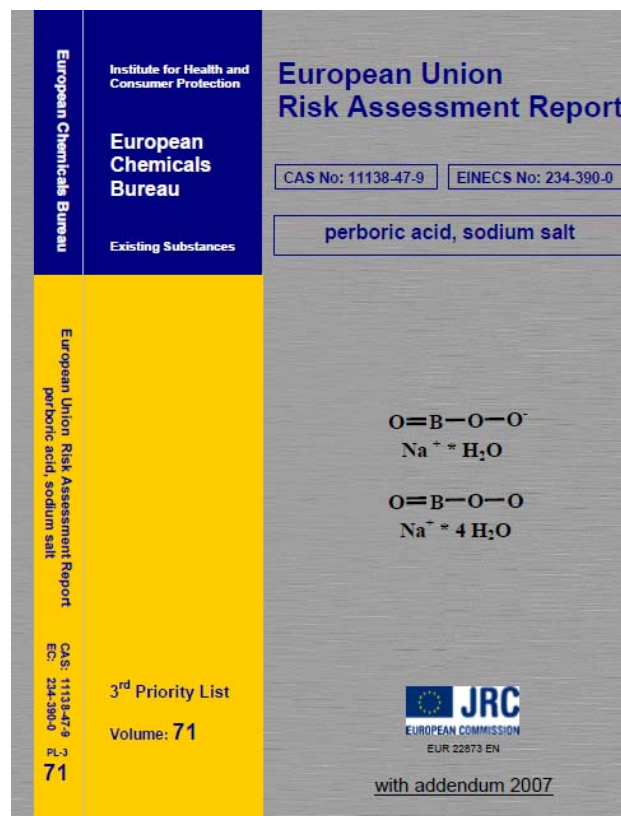 European Chemicals Bureau
European Union Risk Assessment Report
perboric acid, sodium salt
CAS: 11138-47-9
EC: 234-390-0
PL-3
71
Institute for Health and
Consumer Protection
European
Chemicals
Bureau
Existing Substances
3rd Priority List
Volume: 71
European Union
Risk Assessment Report
CAS No: 11138-47-9
EINECS No: 234-390-0
perboric acid, sodium salt
O=B–O–O⁻
Na⁺ * H₂O
O=B–O–O
Na⁺ * 4 H₂O
JRC
EUROPEAN COMMISSION
EUR 22873 EN
with addendum 2007